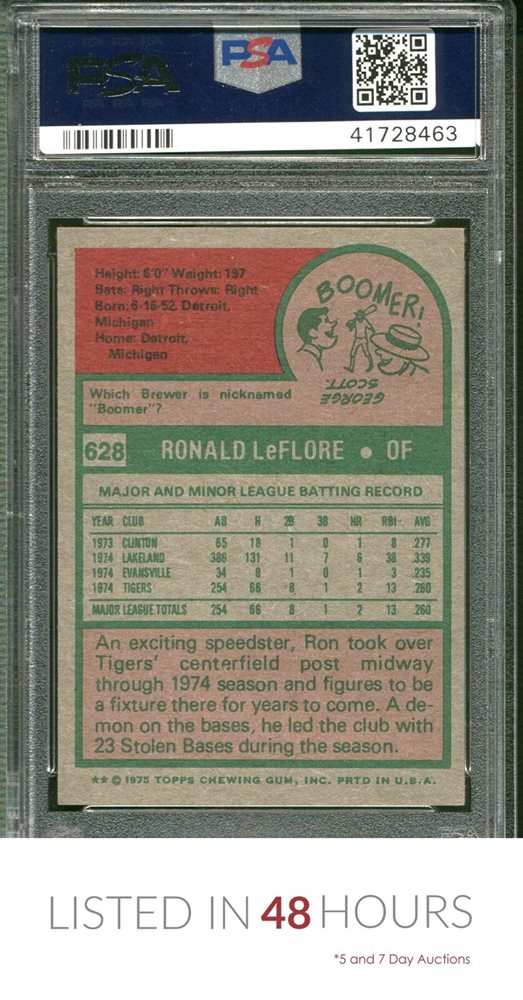 PSA
PSA
PSA PSA PSA
41728463
Height: 6'0" Weight: 197
Bats: Right Throws: Right
Born: 6-16-52, Detroit,
Michigan
Home: Detroit,
Michigan
BOOMER!
GEORGE
SCOTT
Which Brewer is nicknamed
"Boomer"?
628 RONALD LeFLORE • OF
MAJOR AND MINOR LEAGUE BATTING RECORD
YEAR CLUB AB H 2B 3B HR RBI- AVG
1973 CLINTON 65 18 1 0 1 8 .277
1974 LAKELAND 386 131 11 7 6 38 .339
1974 EVANSVILLE 34 8 1 0 1 3 .235
1974 TIGERS 254 66 8 1 2 13 .260
MAJOR LEAGUE TOTALS 254 66 8 1 2 13 .260
An exciting speedster, Ron took over
Tigers' centerfield post midway
through 1974 season and figures to be
a fixture there for years to come. A de-
mon on the bases, he led the club with
23 Stolen Bases during the season.
** © 1975 TOPPS CHEWING GUM, INC. PRTD IN U.S.A.
PSA
LISTED IN 48 HOURS
*5 and 7 Day Auctions